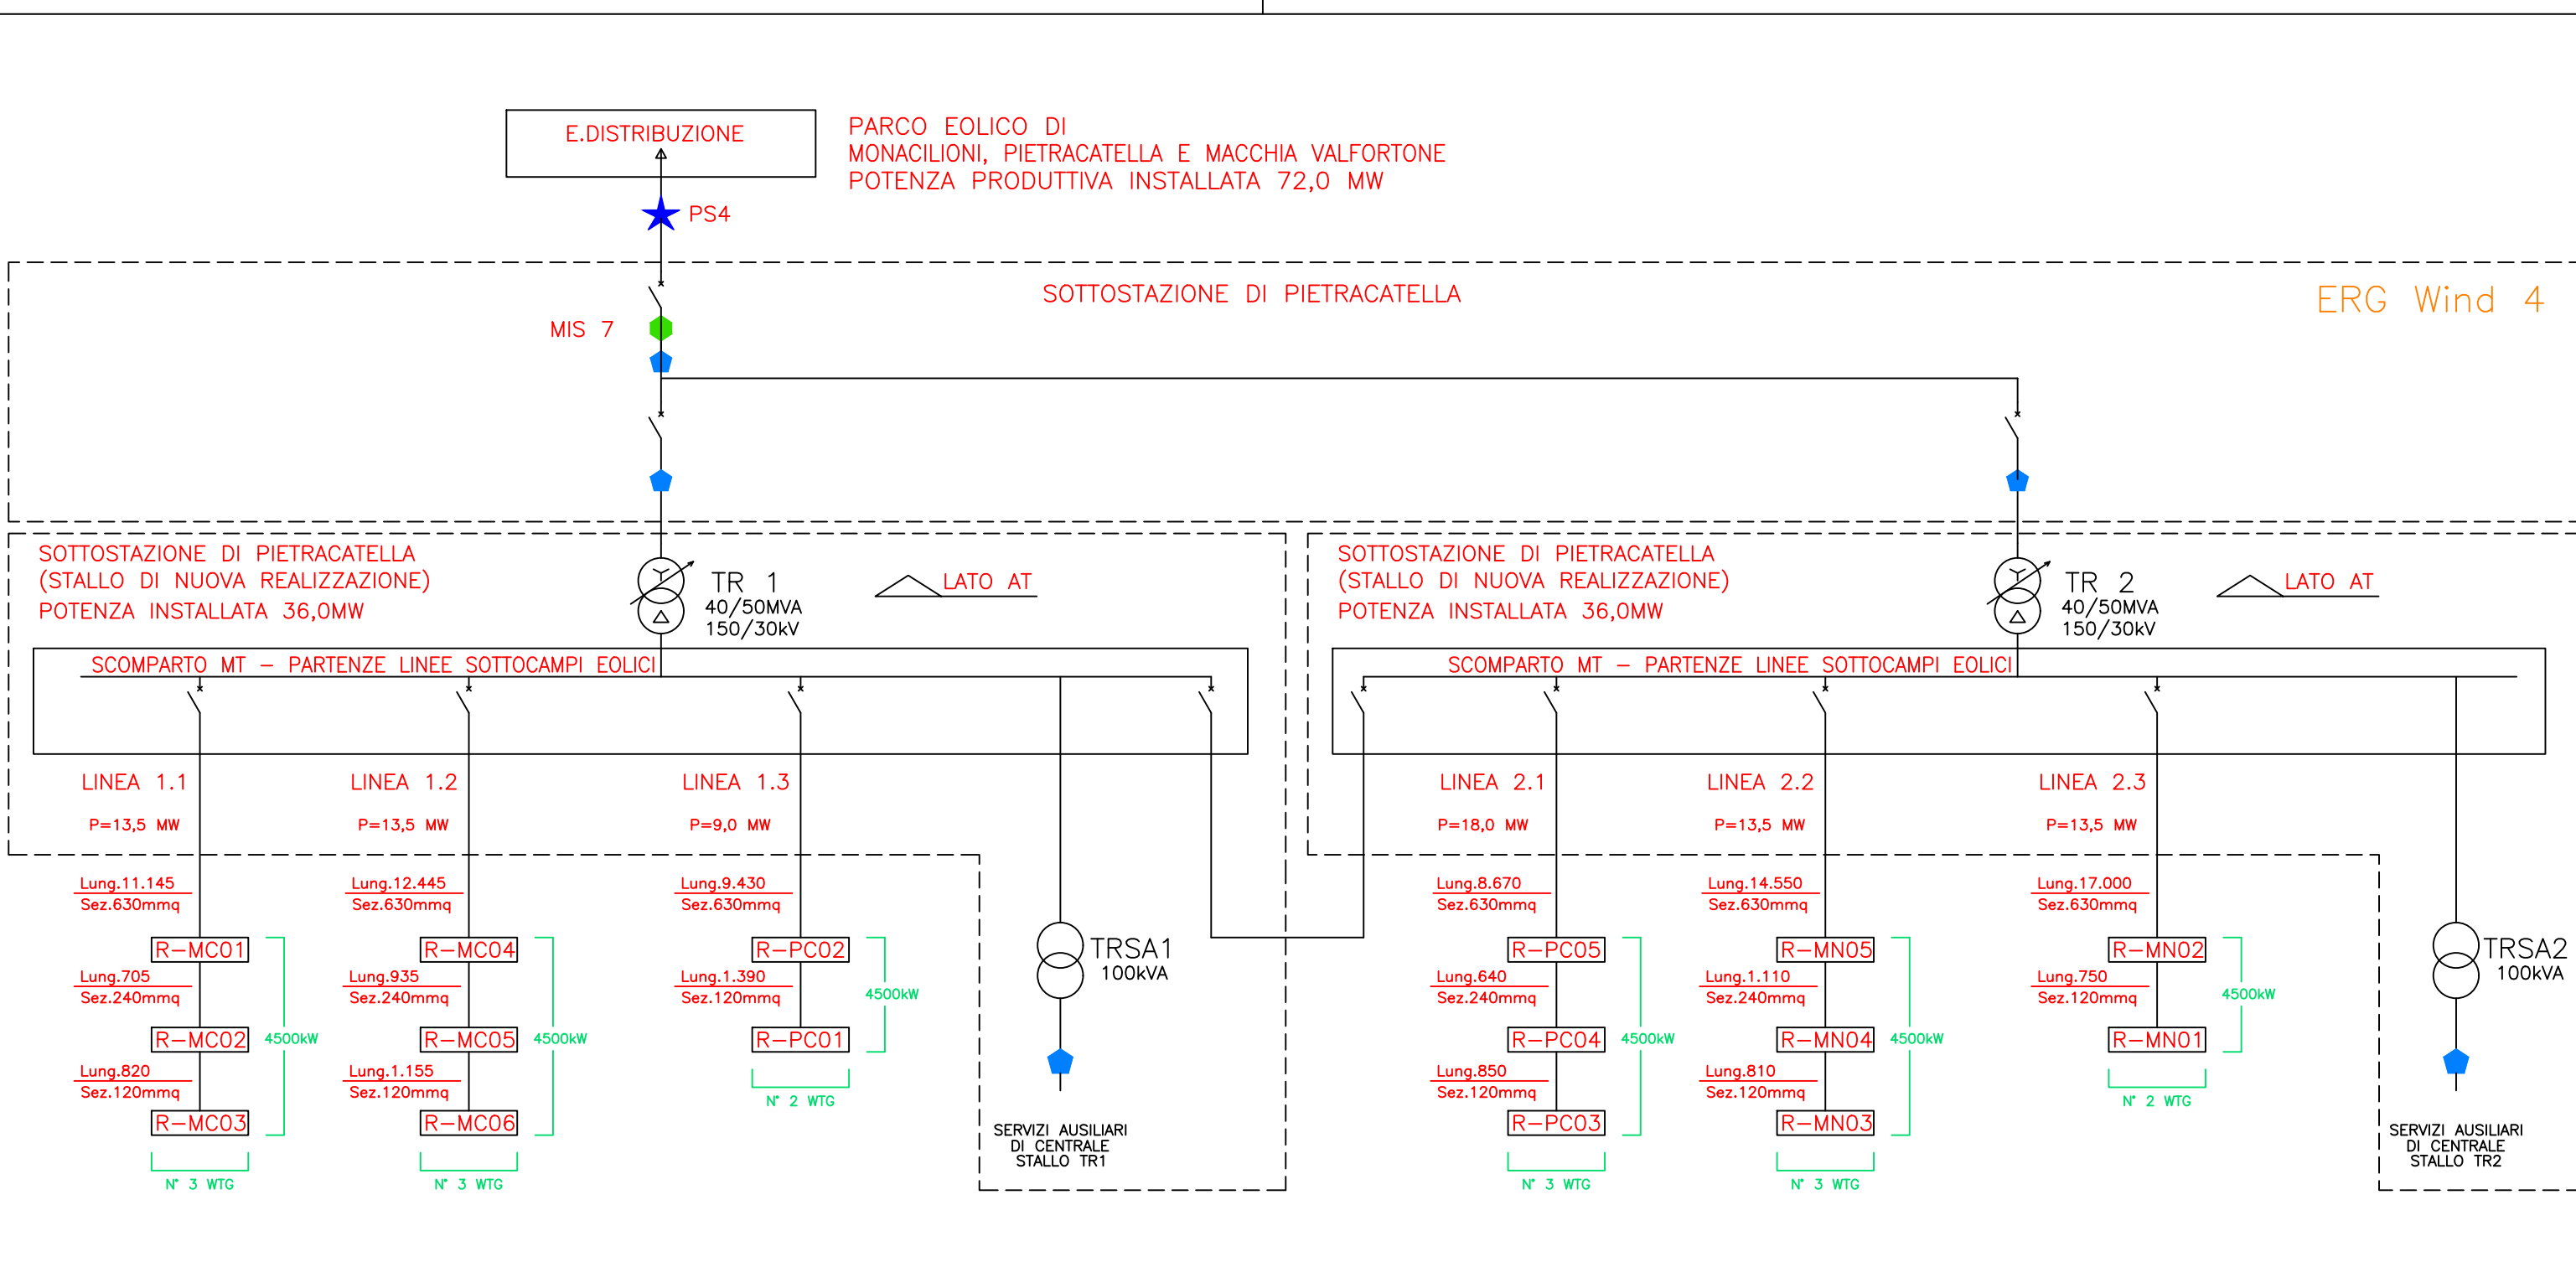 E.DISTRIBUZIONE
PARCO EOLICO DI
MONACILIONI, PIETRACATELLA E MACCHIA VALFORTONE
POTENZA PRODUTTIVA INSTALLATA 72,0 MW
PS4
SOTTOSTAZIONE DI PIETRACATELLA
ERG Wind 4
MIS 7
SOTTOSTAZIONE DI PIETRACATELLA
(STALLO DI NUOVA REALIZZAZIONE)
POTENZA INSTALLATA 36,0MW
TR 1
40/50MVA
150/30kV
LATO AT
SCOMPARTO MT - PARTENZE LINEE SOTTOCAMPI EOLICI
LINEA 1.1
P=13,5 MW
Lung.11.145
Sez.630mmq
R-MC01
Lung.705
Sez.240mmq
R-MC02
4500kW
Lung.820
Sez.120mmq
R-MC03
N° 3 WTG
LINEA 1.2
P=13,5 MW
Lung.12.445
Sez.630mmq
R-MC04
Lung.935
Sez.240mmq
R-MC05
4500kW
Lung.1.155
Sez.120mmq
R-MC06
N° 3 WTG
LINEA 1.3
P=9,0 MW
Lung.9.430
Sez.630mmq
R-PC02
Lung.1.390
Sez.120mmq
4500kW
R-PC01
N° 2 WTG
TRSA1
100kVA
SERVIZI AUSILIARI
DI CENTRALE
STALLO TR1
SOTTOSTAZIONE DI PIETRACATELLA
(STALLO DI NUOVA REALIZZAZIONE)
POTENZA INSTALLATA 36,0MW
TR 2
40/50MVA
150/30kV
LATO AT
SCOMPARTO MT - PARTENZE LINEE SOTTOCAMPI EOLICI
LINEA 2.1
P=18,0 MW
Lung.8.670
Sez.630mmq
R-PC05
Lung.640
Sez.240mmq
R-PC04
4500kW
Lung.850
Sez.120mmq
R-PC03
N° 3 WTG
LINEA 2.2
P=13,5 MW
Lung.14.550
Sez.630mmq
R-MN05
Lung.1.110
Sez.240mmq
R-MN04
4500kW
Lung.810
Sez.120mmq
R-MN03
N° 3 WTG
LINEA 2.3
P=13,5 MW
Lung.17.000
Sez.630mmq
R-MN02
Lung.750
Sez.120mmq
4500kW
R-MN01
N° 2 WTG
TRSA2
100kVA
SERVIZI AUSILIARI
DI CENTRALE
STALLO TR2